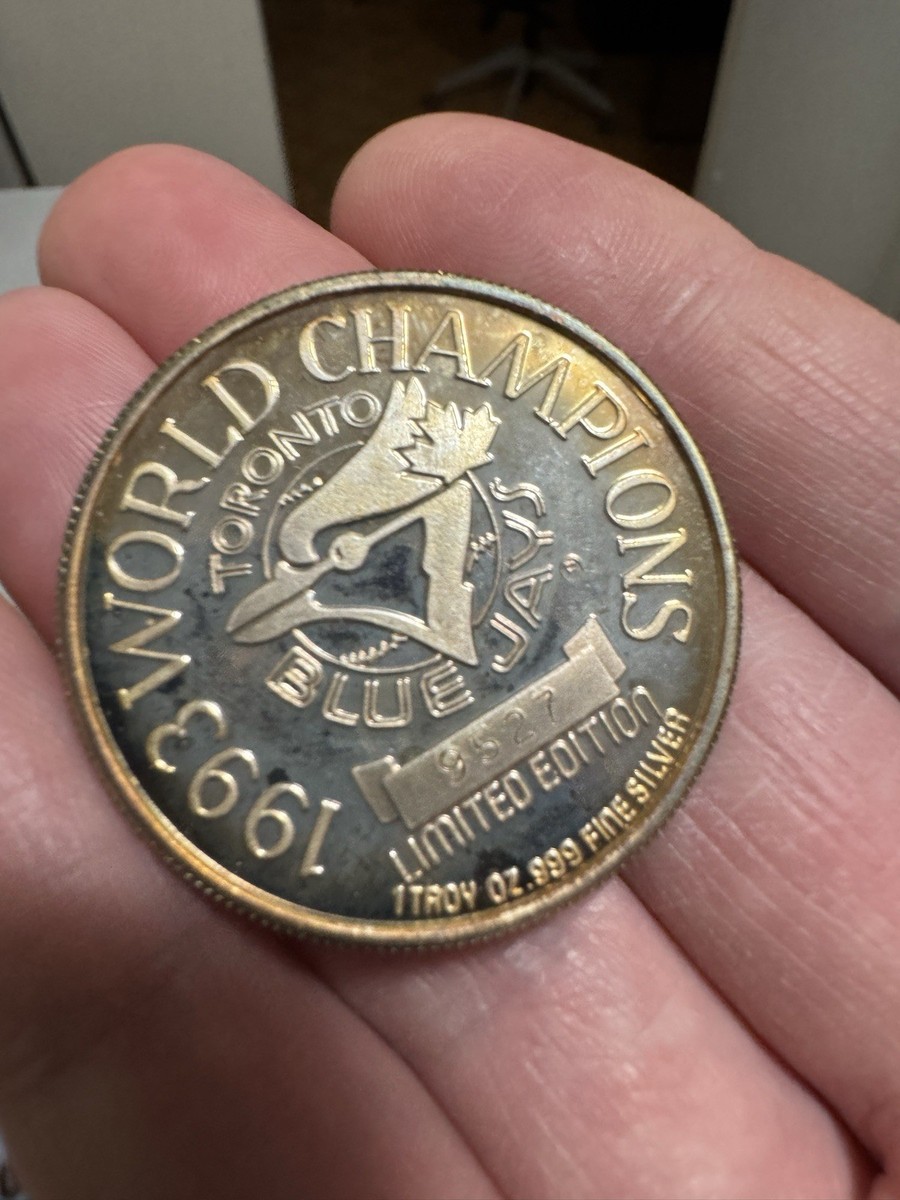 1993 WORLD CHAMPIONS
TORONTO
BLUE JAYS
9527
LIMITED EDITION
1 TROY OZ .999 FINE SILVER